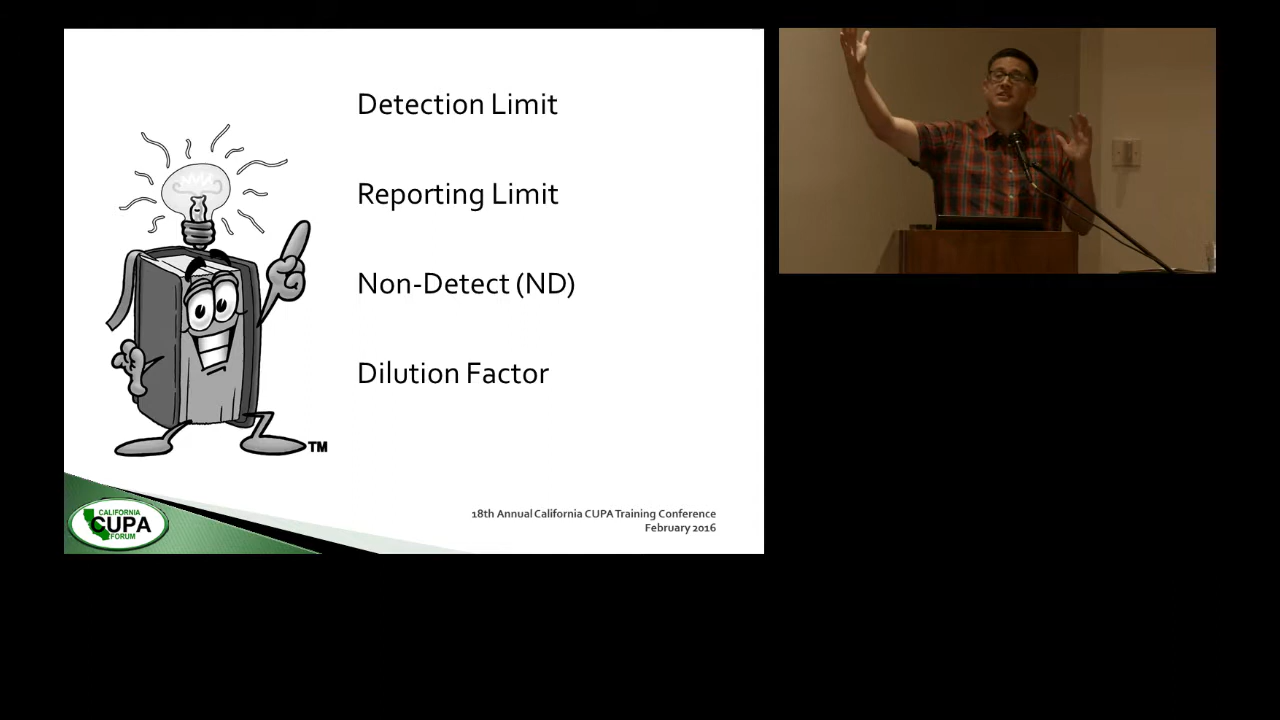 Detection Limit
Reporting Limit
Non-Detect (ND)
Dilution Factor
TM
CALIFORNIA
CUPA
FORUM
18th Annual California CUPA Training Conference
February 2016